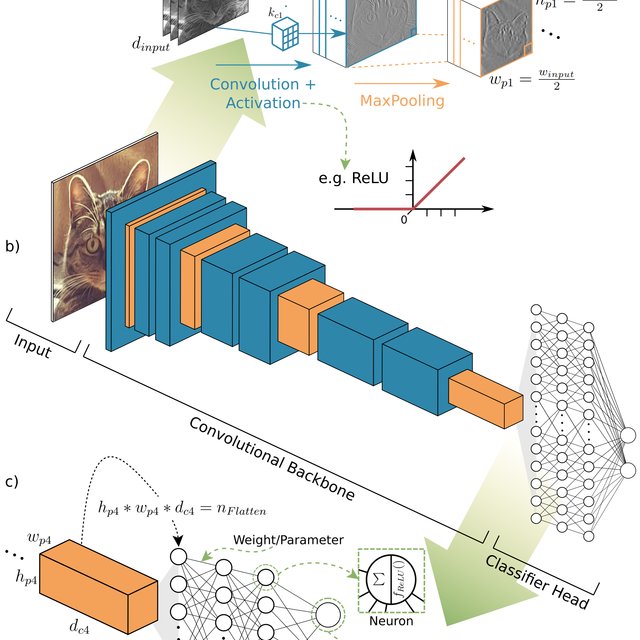 k_{c1}
d_{input}
h_{p1} = \frac{}{2}
w_{p1} = \frac{w_{input}}{2}
Convolution +
Activation
MaxPooling
e.g. ReLU
0
b)
Input
Convolutional Backbone
Classifier Head
c)
h_{p4} * w_{p4} * d_{c4} = n_{Flatten}
w_{p4}
h_{p4}
d_{c4}
Weight/Parameter
Σ
f_{ReLU}()
Neuron